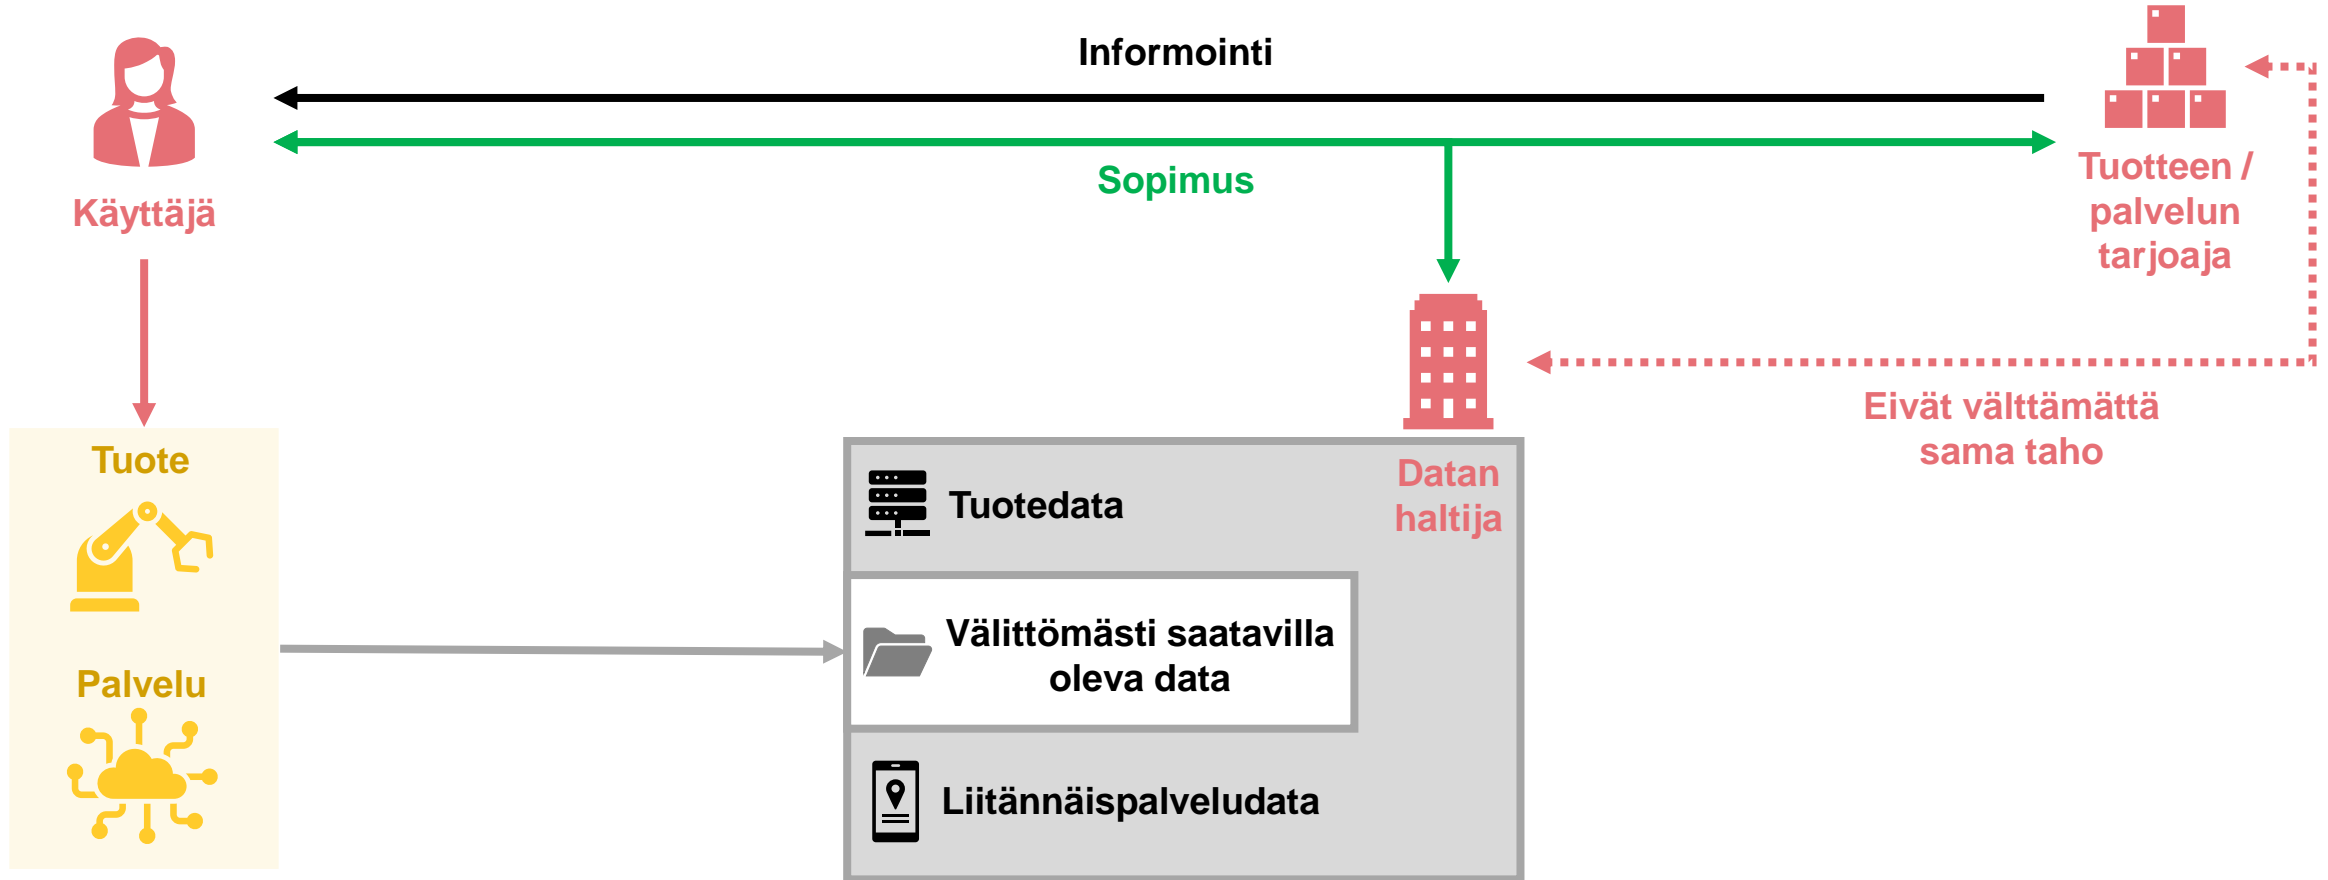 Informointi
Sopimus
Käyttäjä
Tuotteen /
palvelun
tarjoaja
Eivät välttämättä
sama taho
Tuote
Palvelu
Datan
haltija
Tuotedata
Välittömästi saatavilla
oleva data
Liitännäispalveludata